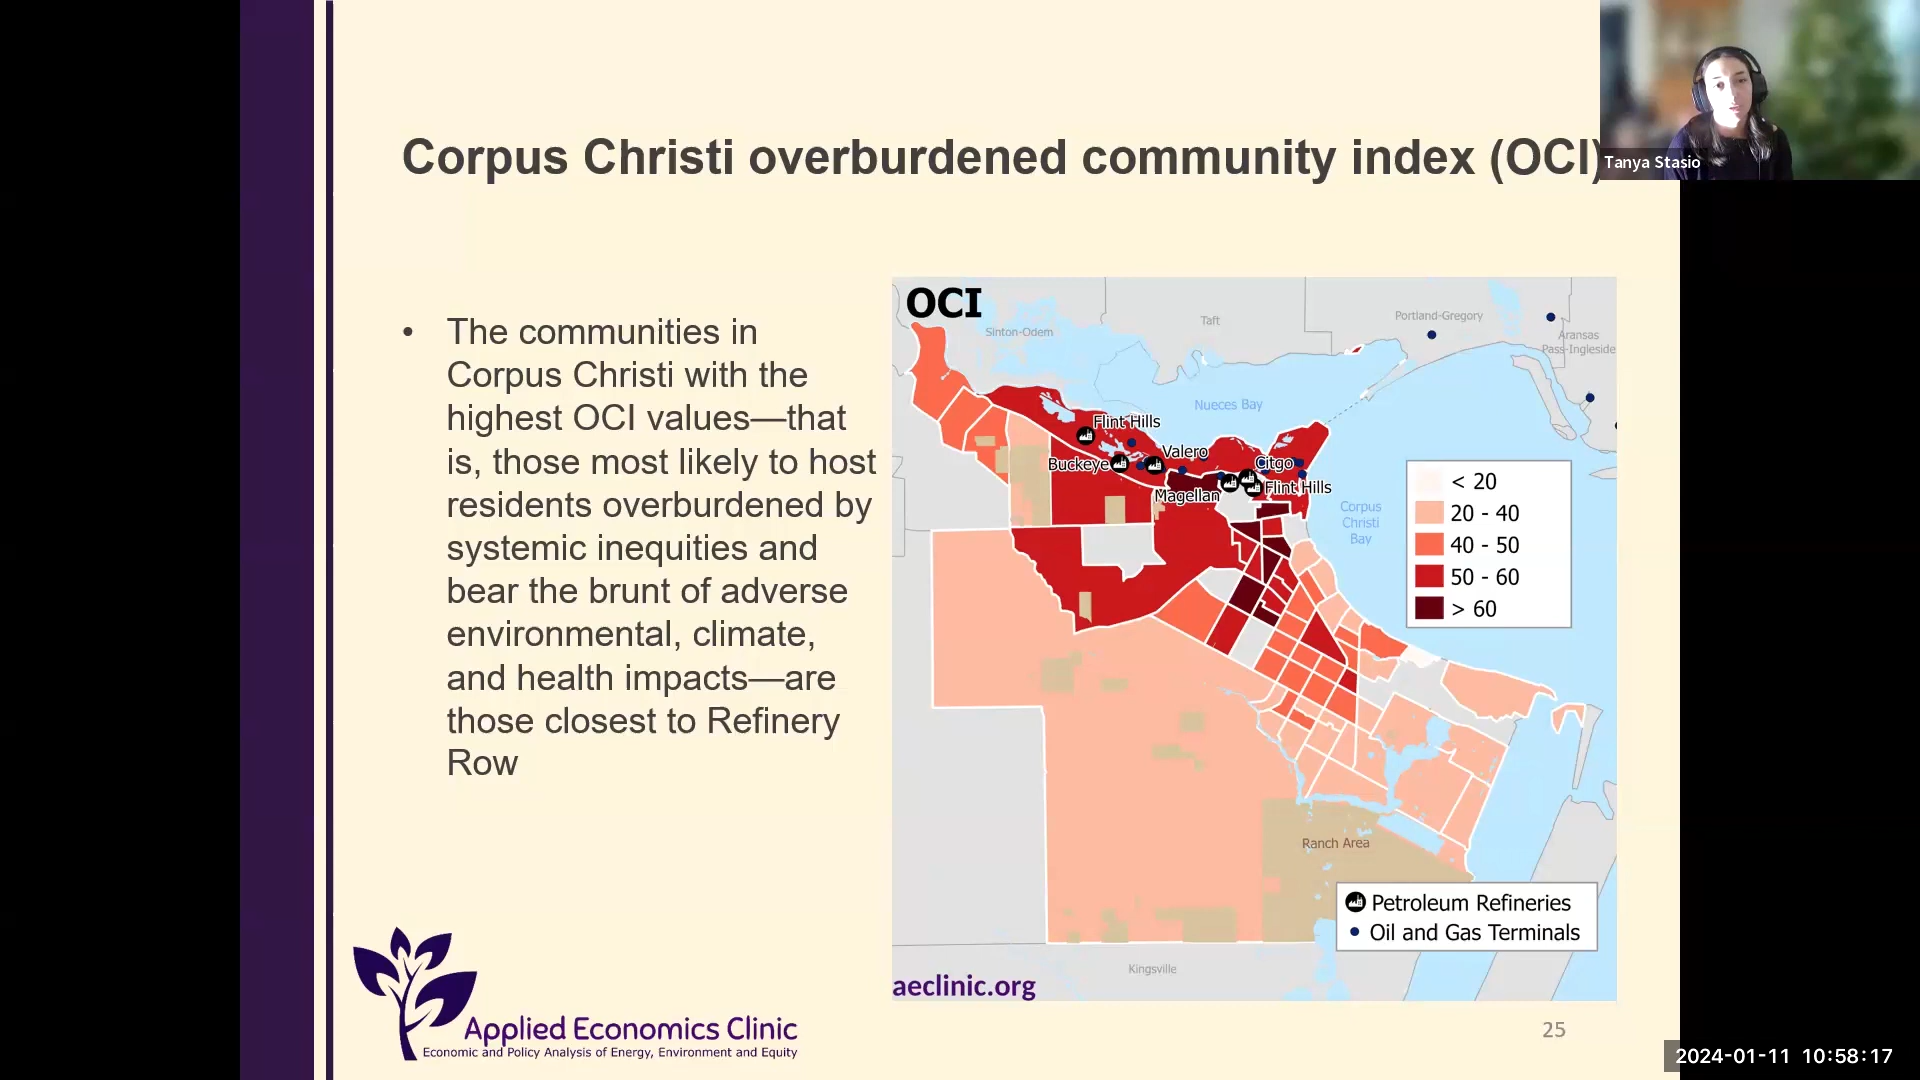 Corpus Christi overburdened community index (OCI)
Tanya Stasio
• The communities in
Corpus Christi with the
highest OCI values—that
is, those most likely to host
residents overburdened by
systemic inequities and
bear the brunt of adverse
environmental, climate,
and health impacts—are
those closest to Refinery
Row
OCI
Sinton-Odem
Taft
Portland-Gregory
Aransas
Pass-Ingleside
Nueces Bay
Flint Hills
Valero
Buckeye
Citgo
Magellan
Flint Hills
Corpus
Christi
Bay
< 20
20 - 40
40 - 50
50 - 60
> 60
Ranch Area
Petroleum Refineries
Oil and Gas Terminals
Kingsville
aeclinic.org
Applied Economics Clinic
Economic and Policy Analysis of Energy, Environment and Equity
25
2024-01-11 10:58:17